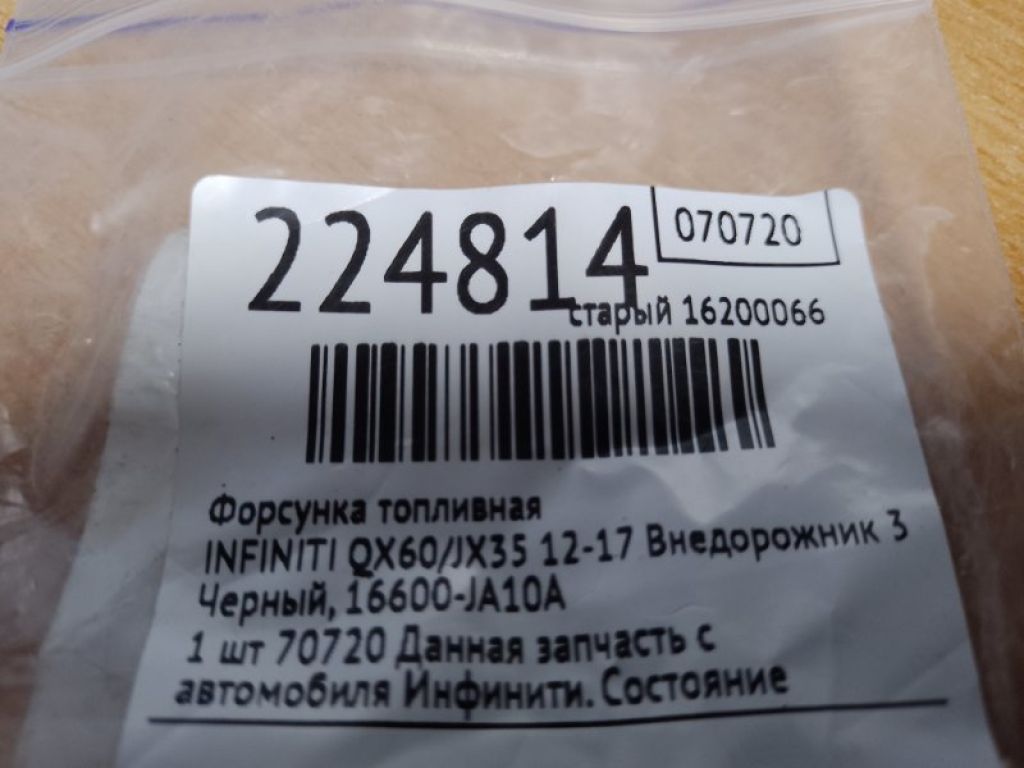 224814
070720
старый 16200066
Форсунка топливная
INFINITI QX60/JX35 12-17 Внедорожник 3
Черный, 16600-JA10A
1 шт 70720 Данная запчасть с
автомобиля Инфинити. Состояние